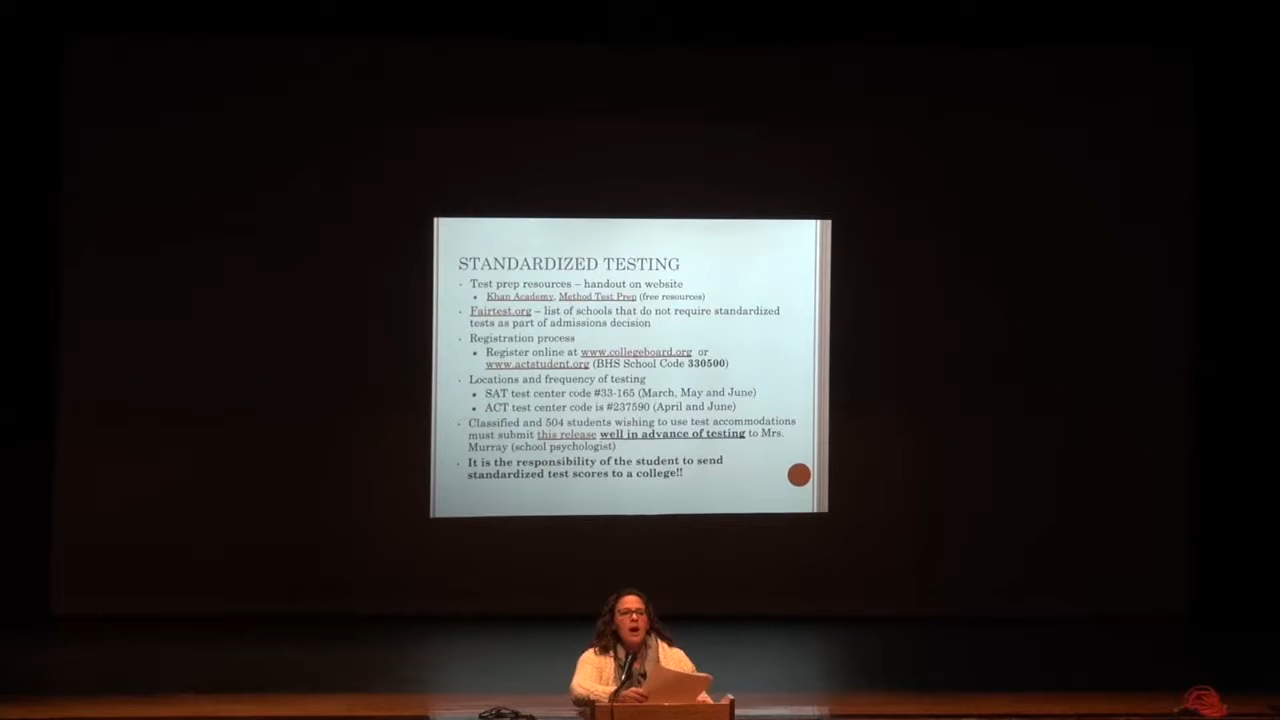 STANDARDIZED TESTING
• Test prep resources – handout on website
• Khan Academy, Method Test Prep (free resources)
• Fairtest.org – list of schools that do not require standardized
tests as part of admissions decision
• Registration process
• Register online at www.collegeboard.org or
www.actstudent.org (BHS School Code 330500)
• Locations and frequency of testing
• SAT test center code #33-165 (March, May and June)
• ACT test center code is #237590 (April and June)
• Classified and 504 students wishing to use test accommodations
must submit this release well in advance of testing to Mrs.
Murray (school psychologist)
• It is the responsibility of the student to send
standardized test scores to a college!!